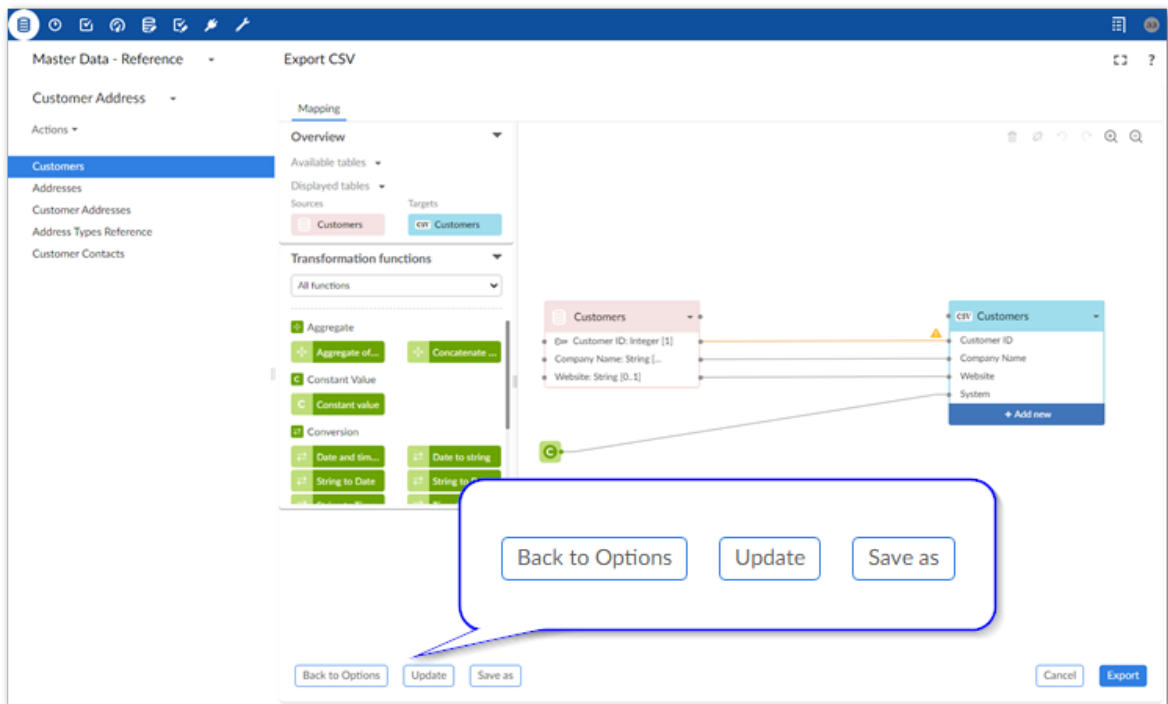 Master Data - Reference
Export CSV
?
Customer Address
Actions
Customers
Addresses
Customer Addresses
Address Types Reference
Customer Contacts
Mapping
Overview
Available tables
Displayed tables
Sources Targets
Customers CSV Customers
Transformation functions
All functions
Aggregate
Aggregate of... Concatenate ...
C Constant Value
C Constant value
Conversion
Date and tim... Date to string
String to Date String to
Customers
Customer ID: Integer [1]
Company Name: String [...
Website: String [0..1]
C
CSV Customers
Customer ID
Company Name
Website
System
+ Add new
Back to Options Update Save as
Back to Options Update Save as Cancel Export